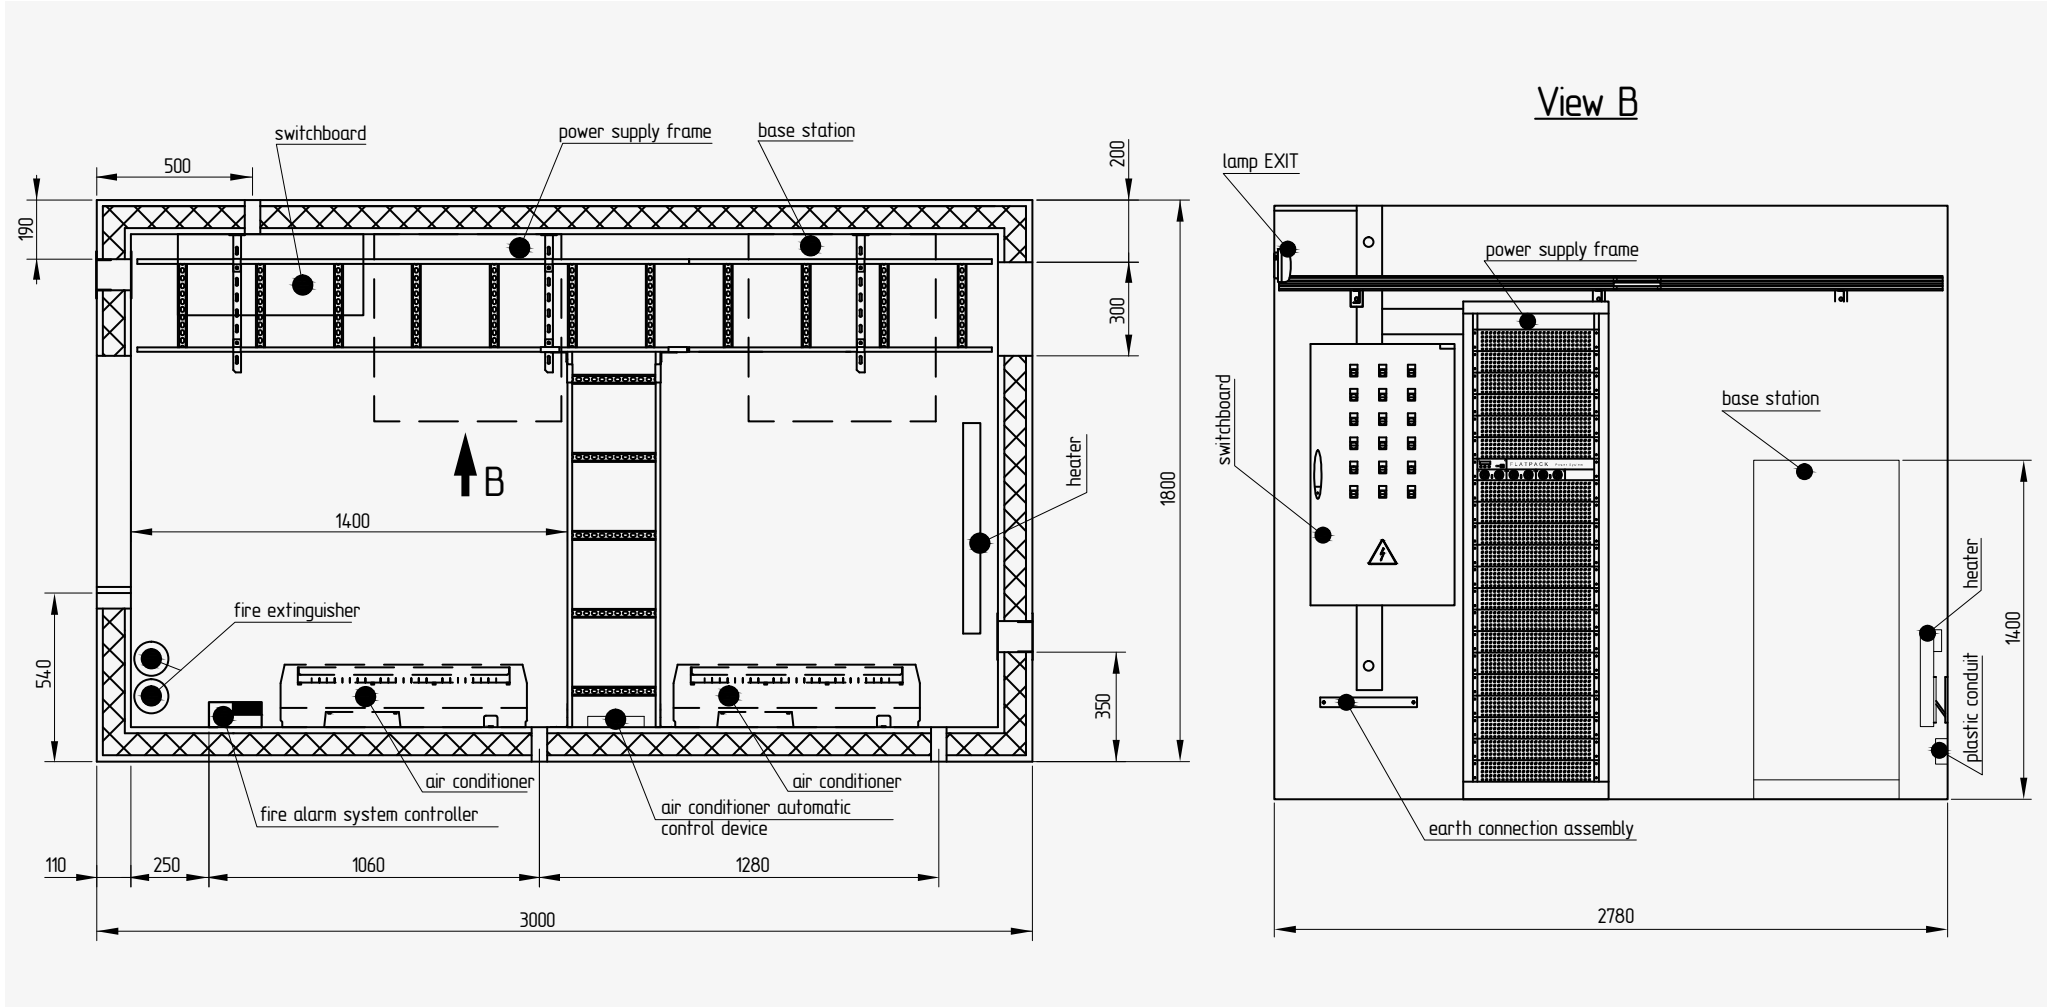 View B
switchboard
power supply frame
base station
500
200
190
lamp EXIT
power supply frame
300
switchboard
base station
heater
1800
B
1400
FLATPACK Power System
fire extinguisher
heater
1400
540
350
plastic conduit
air conditioner
air conditioner
fire alarm system controller
air conditioner automatic
control device
earth connection assembly
110
250
1060
1280
3000
2780